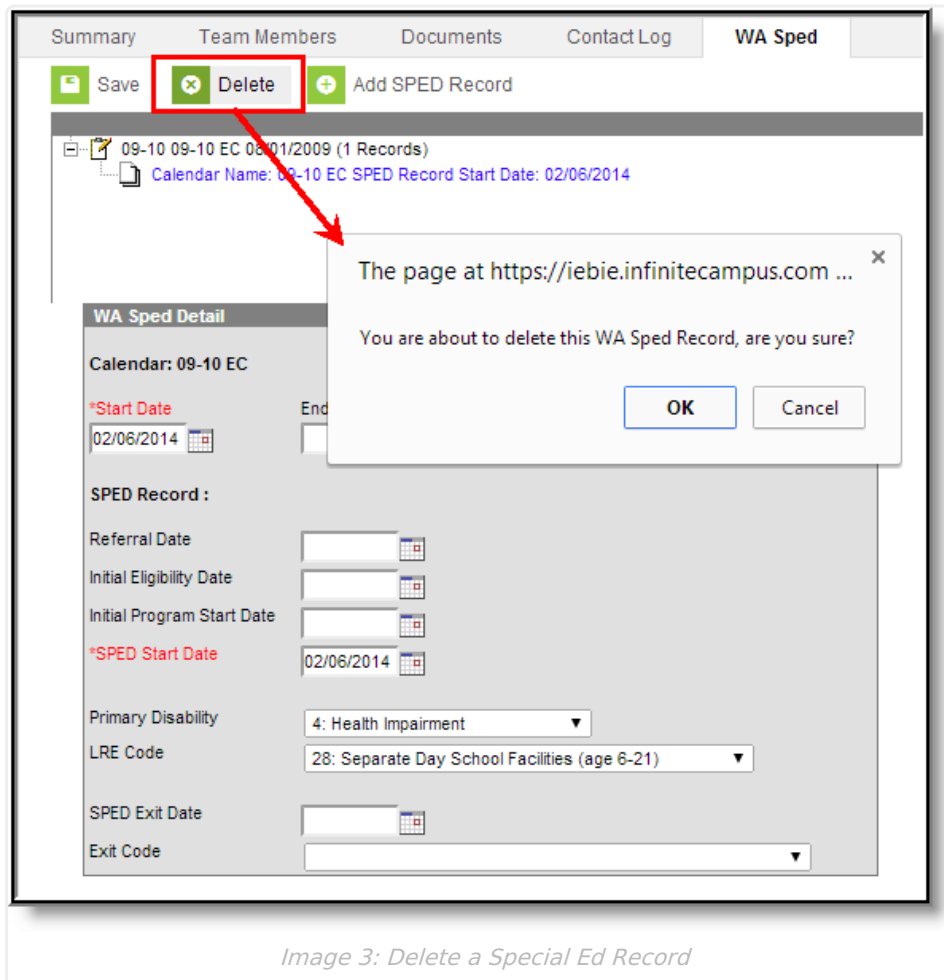 Summary Team Members Documents Contact Log WA Sped
Save Delete Add SPED Record
09-10 09-10 EC 08/01/2009 (1 Records)
Calendar Name: 09-10 EC SPED Record Start Date: 02/06/2014
The page at https://iebie.infinitecampus.com ...
You are about to delete this WA Sped Record, are you sure?
OK Cancel
WA Sped Detail
Calendar: 09-10 EC
*Start Date End
02/06/2014
SPED Record :
Referral Date
Initial Eligibility Date
Initial Program Start Date
*SPED Start Date 02/06/2014
Primary Disability 4: Health Impairment
LRE Code 28: Separate Day School Facilities (age 6-21)
SPED Exit Date
Exit Code
Image 3: Delete a Special Ed Record